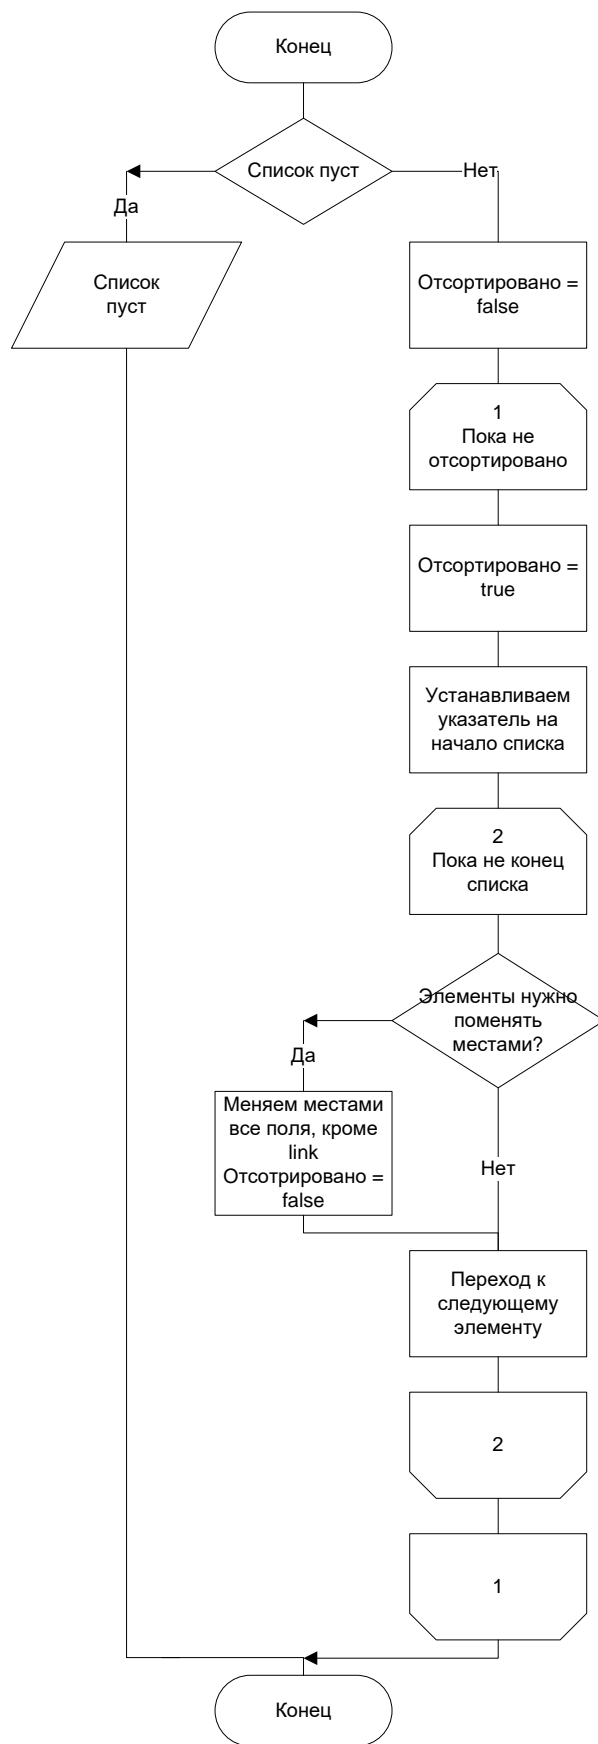 Конец
Список пуст
Нет
Да
Список
пуст
Отсортировано =
false
1
Пока не
отсортировано
Отсортировано =
true
Устанавливаем
указатель на
начало списка
2
Пока не конец
списка
Элементы нужно
поменять
местами?
Да
Меняем местами
все поля, кроме
link
Отсотрировано =
false
Нет
Переход к
следующему
элементу
2
1
Конец